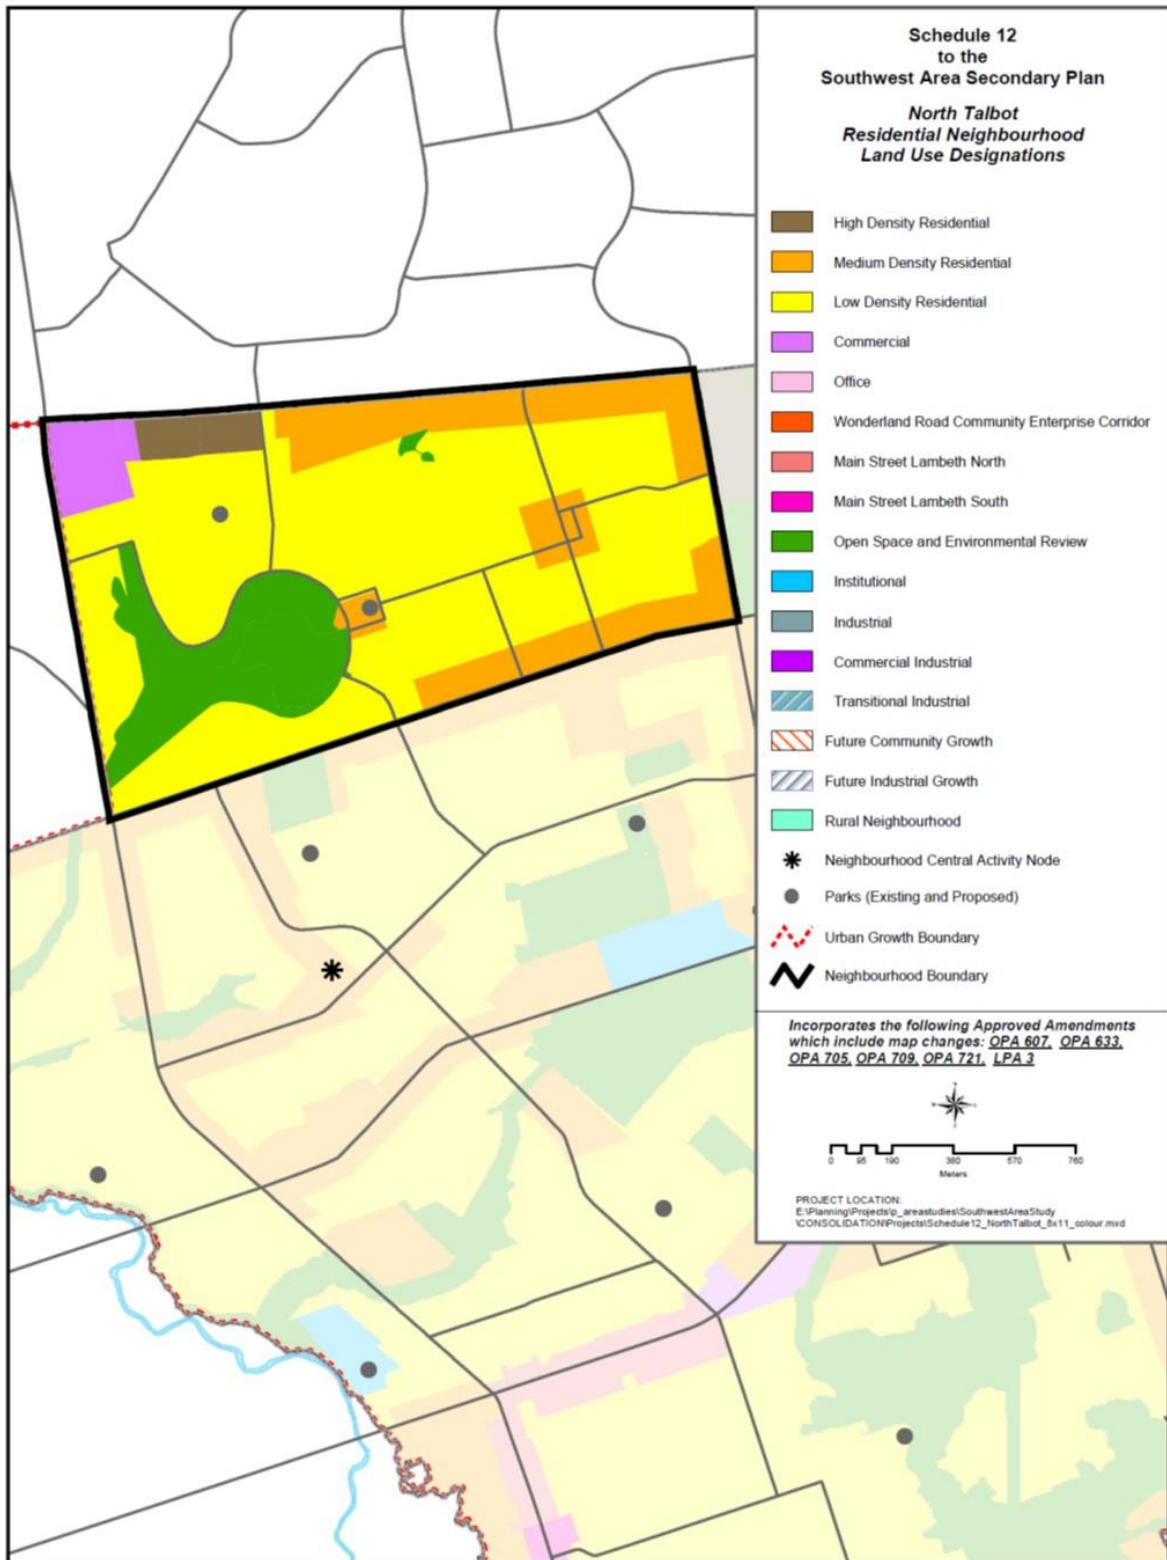 Schedule 12
to the
Southwest Area Secondary Plan
North Talbot
Residential Neighbourhood
Land Use Designations
High Density Residential
Medium Density Residential
Low Density Residential
Commercial
Office
Wonderland Road Community Enterprise Corridor
Main Street Lambeth North
Main Street Lambeth South
Open Space and Environmental Review
Institutional
Industrial
Commercial Industrial
Transitional Industrial
Future Community Growth
Future Industrial Growth
Rural Neighbourhood
Neighbourhood Central Activity Node
Parks (Existing and Proposed)
Urban Growth Boundary
Neighbourhood Boundary
Incorporates the following Approved Amendments
which include map changes: OPA 607, OPA 633,
OPA 705, OPA 709, OPA 721, LPA 3
0 95 190 380 570 760
Meters
PROJECT LOCATION:
E:\Planning\Projects\p_areastudies\SouthwestAreaStudy
\CONSOLIDATION\Projects\Schedule12_NorthTalbot_8x11_colour.mxd